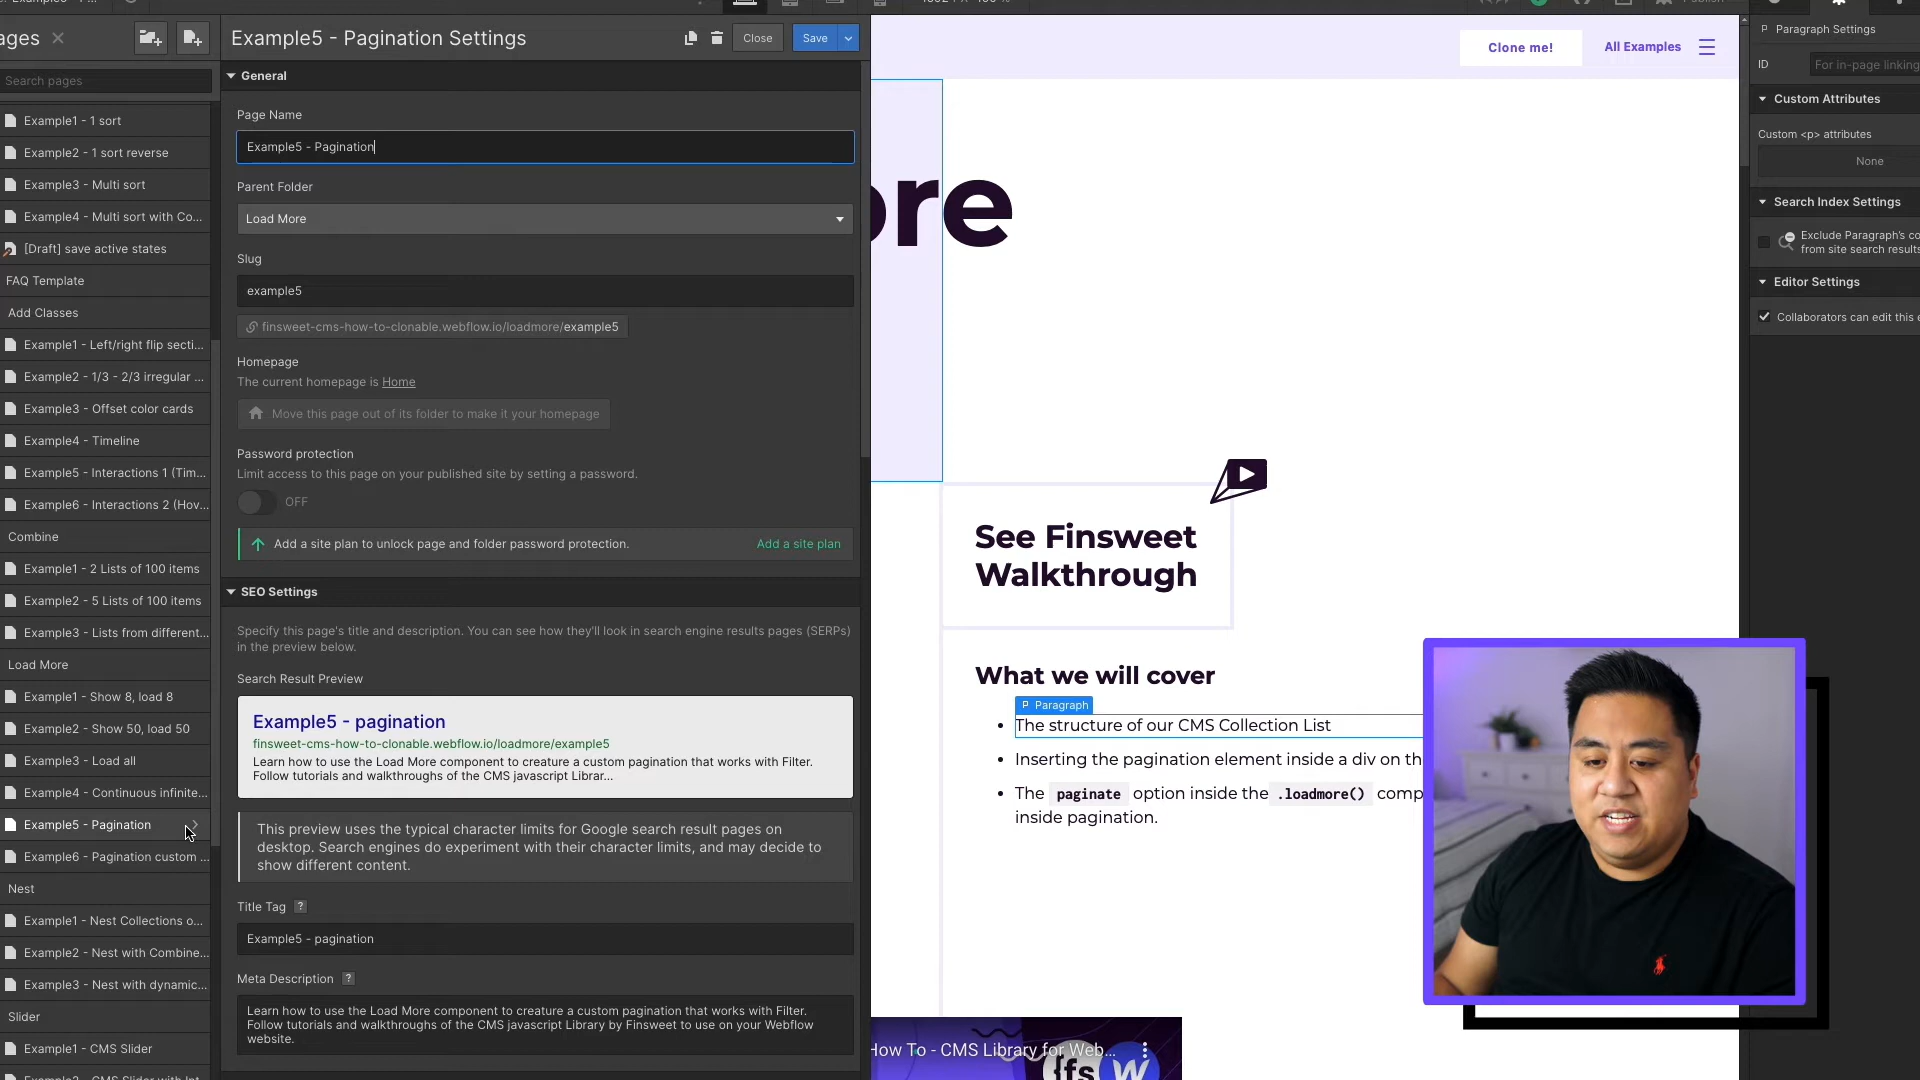 ages
Search pages
Example1 - 1 sort
Example2 - 1 sort reverse
Example3 - Multi sort
Example4 - Multi sort with Co...
[Draft] save active states
FAQ Template
Add Classes
Example1 - Left/right flip secti...
Example2 - 1/3 - 2/3 irregular ...
Example3 - Offset color cards
Example4 - Timeline
Example5 - Interactions 1 (Tim...
Example6 - Interactions 2 (Hov...
Combine
Example1 - 2 Lists of 100 items
Example2 - 5 Lists of 100 items
Example3 - Lists from different...
Load More
Example1 - Show 8, load 8
Example2 - Show 50, load 50
Example3 - Load all
Example4 - Continuous infinite...
Example5 - Pagination
Example6 - Pagination custom ...
Nest
Example1 - Nest Collections o...
Example2 - Nest with Combine...
Example3 - Nest with dynamic...
Slider
Example1 - CMS Slider
Example5 - Pagination Settings
Close
Save
General
Page Name
Example5 - Pagination
Parent Folder
Load More
Slug
example5
finsweet-cms-how-to-clonable.webflow.io/loadmore/example5
Homepage
The current homepage is Home
Move this page out of its folder to make it your homepage
Password protection
Limit access to this page on your published site by setting a password.
OFF
Add a site plan to unlock page and folder password protection.
Add a site plan
SEO Settings
Specify this page's title and description. You can see how they'll look in search engine results pages (SERPs)
in the preview below.
Search Result Preview
Example5 - pagination
finsweet-cms-how-to-clonable.webflow.io/loadmore/example5
Learn how to use the Load More component to creature a custom pagination that works with Filter.
Follow tutorials and walkthroughs of the CMS javascript Librar...
This preview uses the typical character limits for Google search result pages on
desktop. Search engines do experiment with their character limits, and may decide to
show different content.
Title Tag ?
Example5 - pagination
Meta Description ?
Learn how to use the Load More component to creature a custom pagination that works with Filter.
Follow tutorials and walkthroughs of the CMS javascript Library by Finsweet to use on your Webflow
website.
Clone me!
All Examples
ore
See Finsweet
Walkthrough
What we will cover
Paragraph
The structure of our CMS Collection List
Inserting the pagination element inside a div on th
The paginate option inside the .loadmore() comp
inside pagination.
How To - CMS Library for Web...
{fs
W
Paragraph Settings
ID
For in-page linking
Custom Attributes
Custom <p> attributes
None
Search Index Settings
Exclude Paragraph's co
from site search results
Editor Settings
Collaborators can edit this e